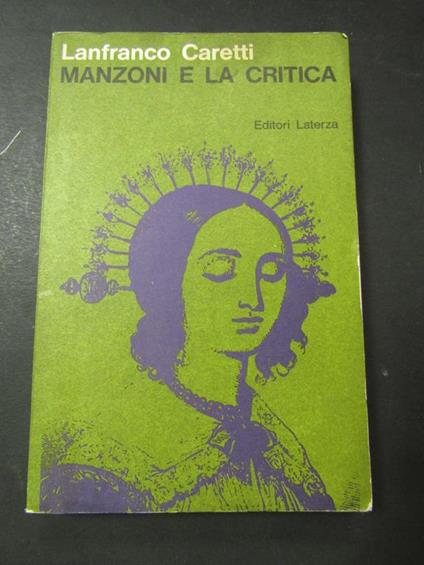 Lanfranco Caretti
MANZONI E LA CRITICA
Editori Laterza